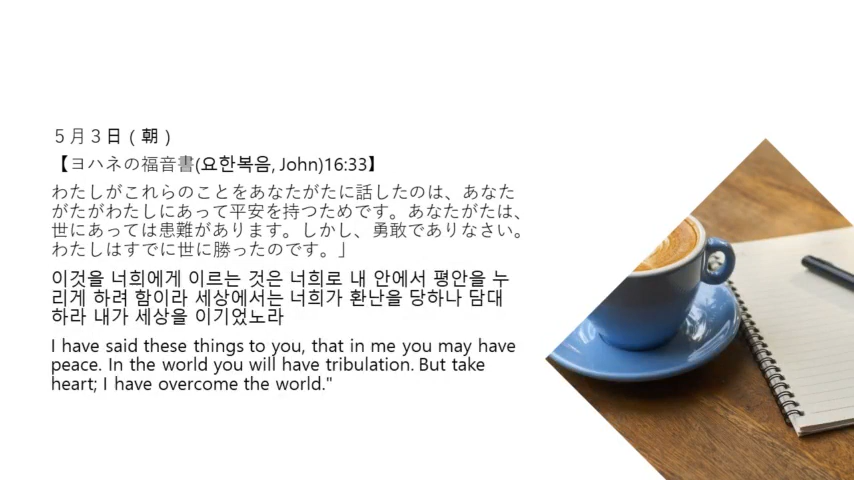 ５月３日（朝）
【ヨハネの福音書(요한복음, John)16:33】
わたしがこれらのことをあなたがたに話したのは、あなた
がたがわたしにあって平安を持つためです。あなたがたは、
世にあっては患難があります。しかし、勇敢でありなさい。
わたしはすでに世に勝ったのです。」
이것을 너희에게 이르는 것은 너희로 내 안에서 평안을 누
리게 하려 함이라 세상에서는 너희가 환난을 당하나 담대
하라 내가 세상을 이기었노라
I have said these things to you, that in me you may have
peace. In the world you will have tribulation. But take
heart; I have overcome the world."